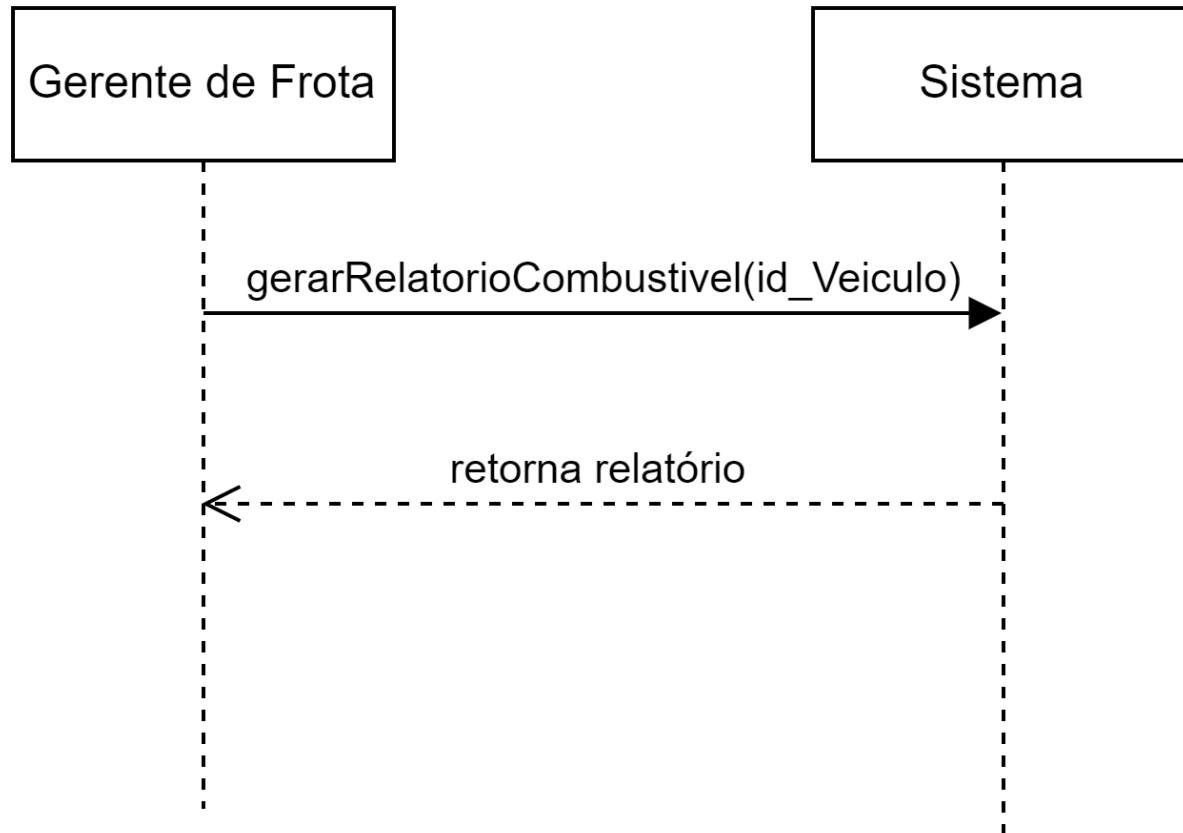 Gerente de Frota
Sistema
gerarRelatorioCombustivel(id_Veiculo)
retorna relatório